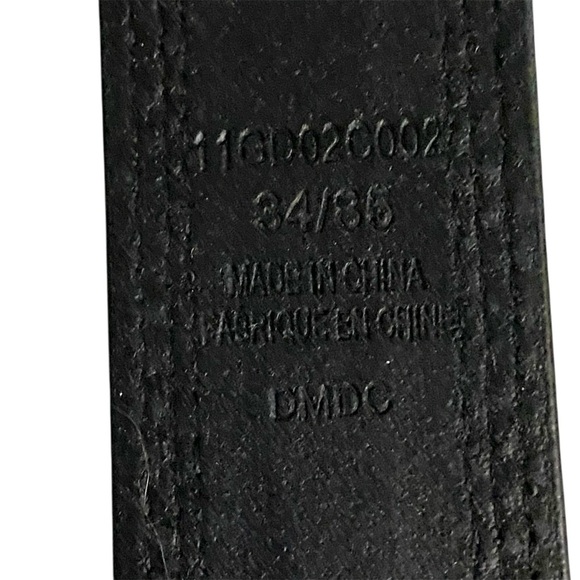 11GD02C002
34/85
MADE IN CHINA
FABRIQUE EN CHINE
DMDC